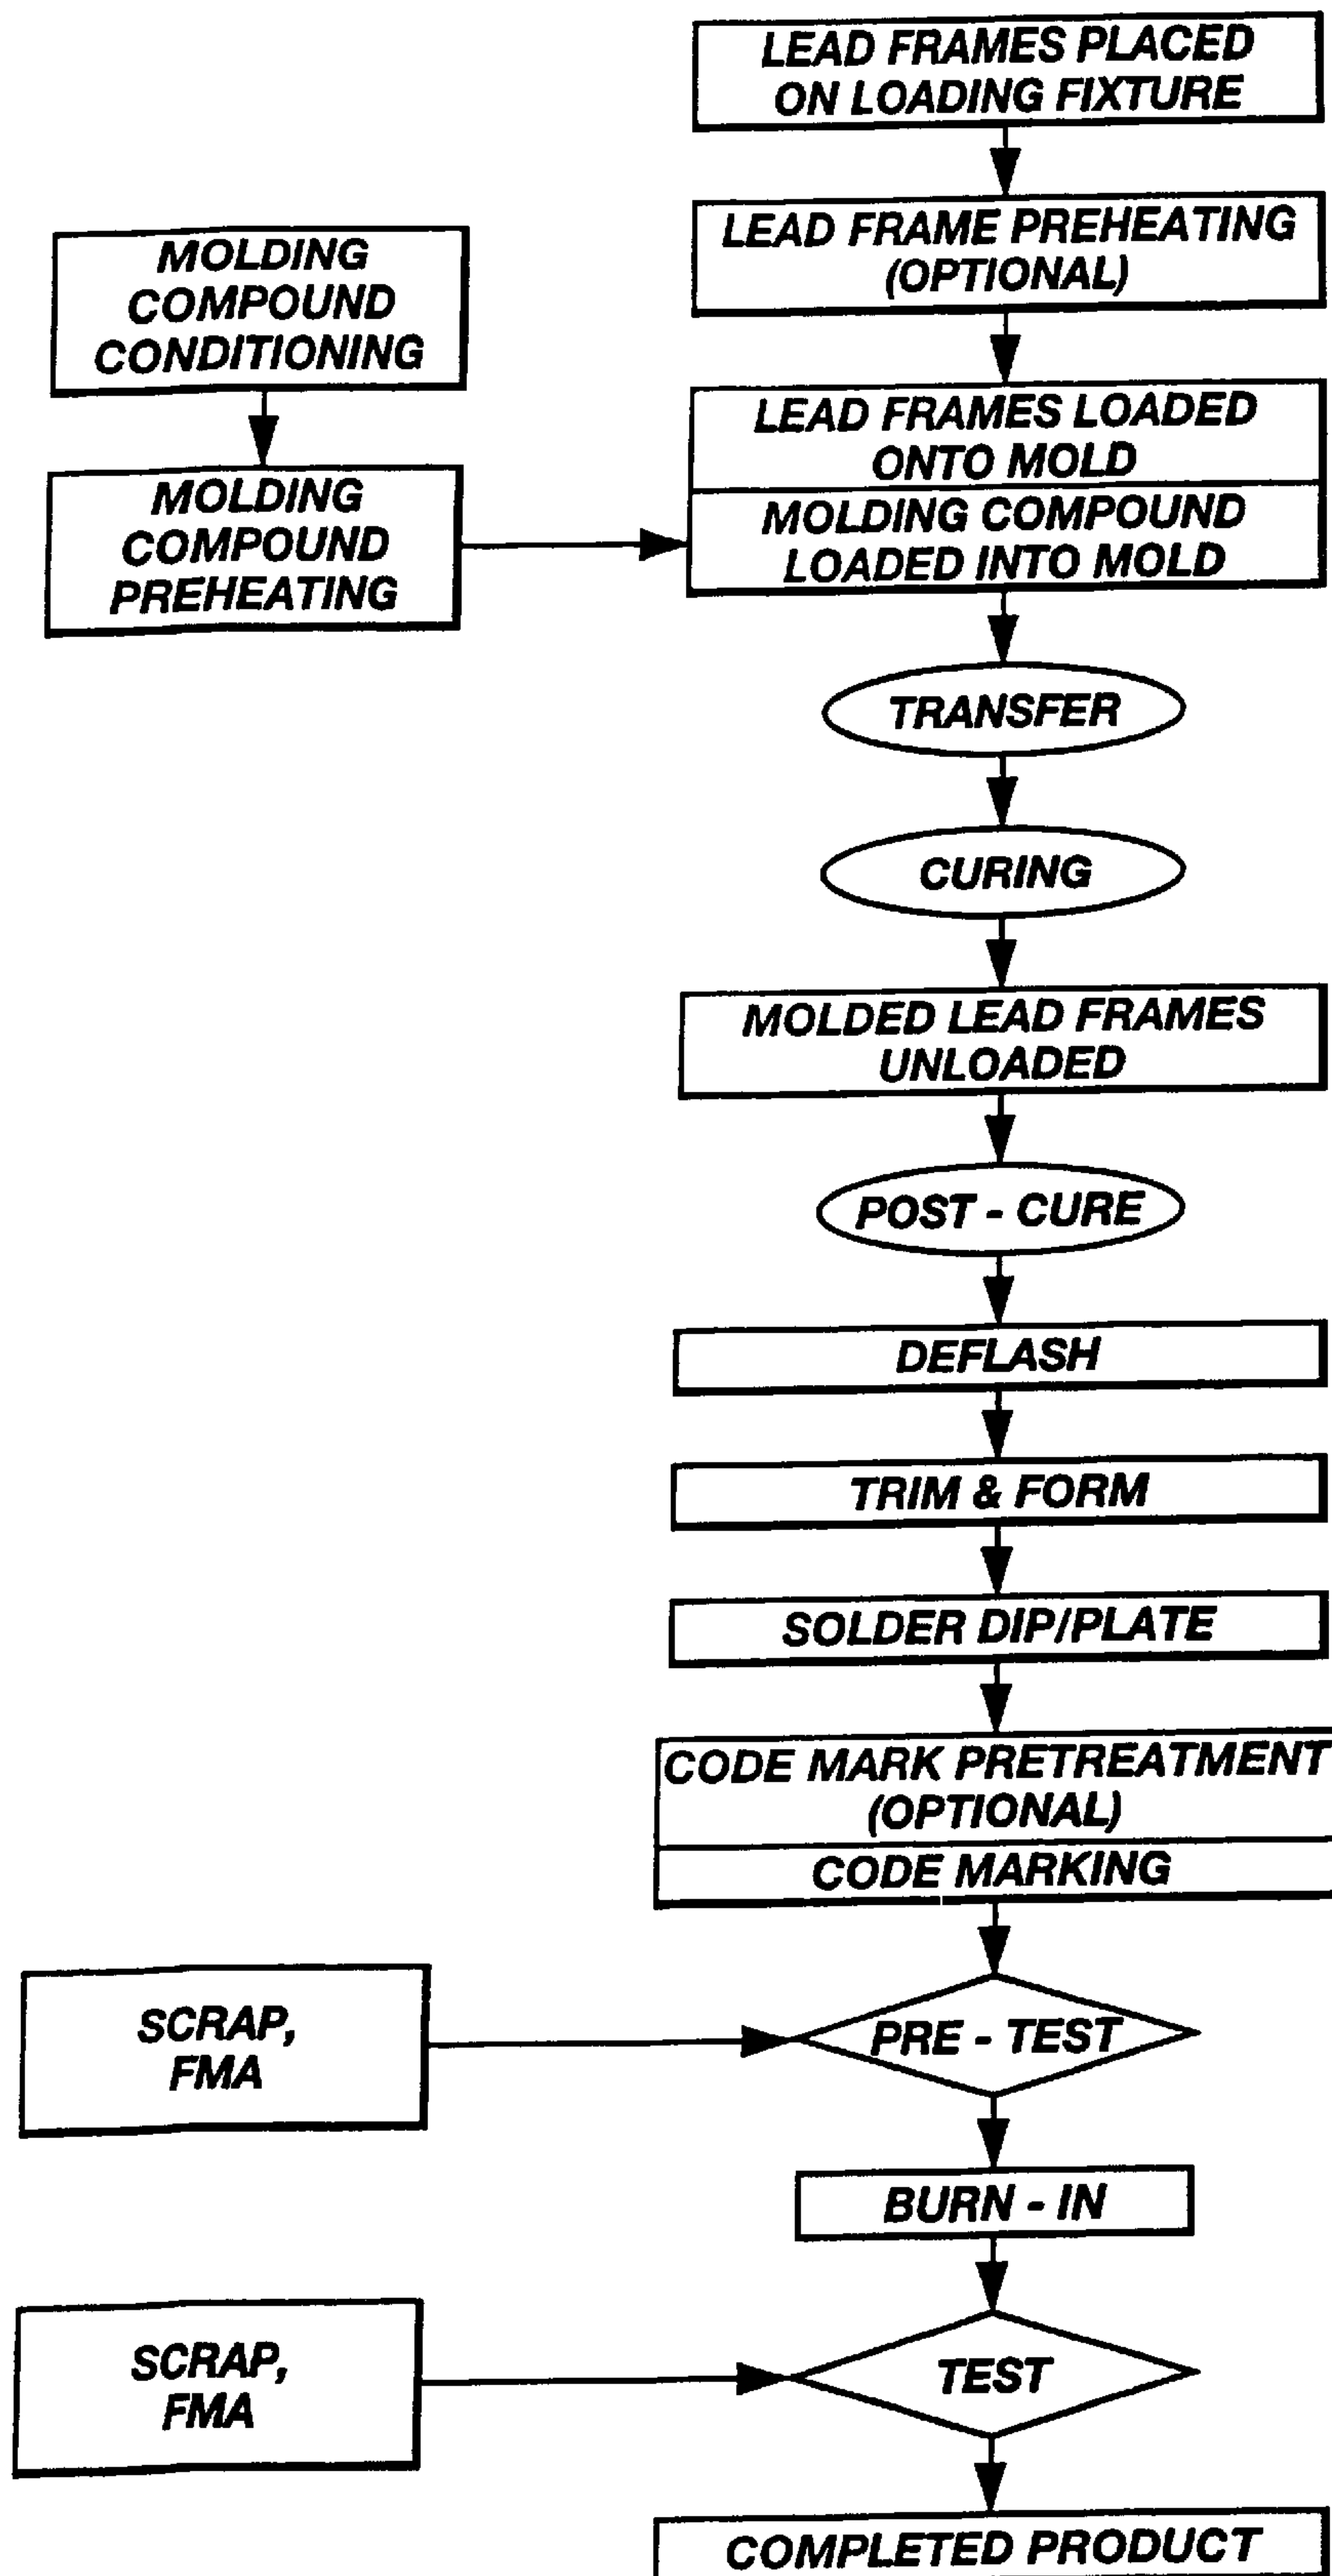 LEAD FRAMES PLACED
ON LOADING FIXTURE
LEAD FRAME PREHEATING
(OPTIONAL)
MOLDING
COMPOUND
CONDITIONING
LEAD FRAMES LOADED
ONTO MOLD
MOLDING
COMPOUND
PREHEATING
MOLDING COMPOUND
LOADED INTO MOLD
TRANSFER
CURING
MOLDED LEAD FRAMES
UNLOADED
POST - CURE
DEFLASH
TRIM & FORM
SOLDER DIP/PLATE
CODE MARK PRETREATMENT
(OPTIONAL)
CODE MARKING
SCRAP,
FMA
PRE - TEST
BURN - IN
SCRAP,
FMA
TEST
COMPLETED PRODUCT